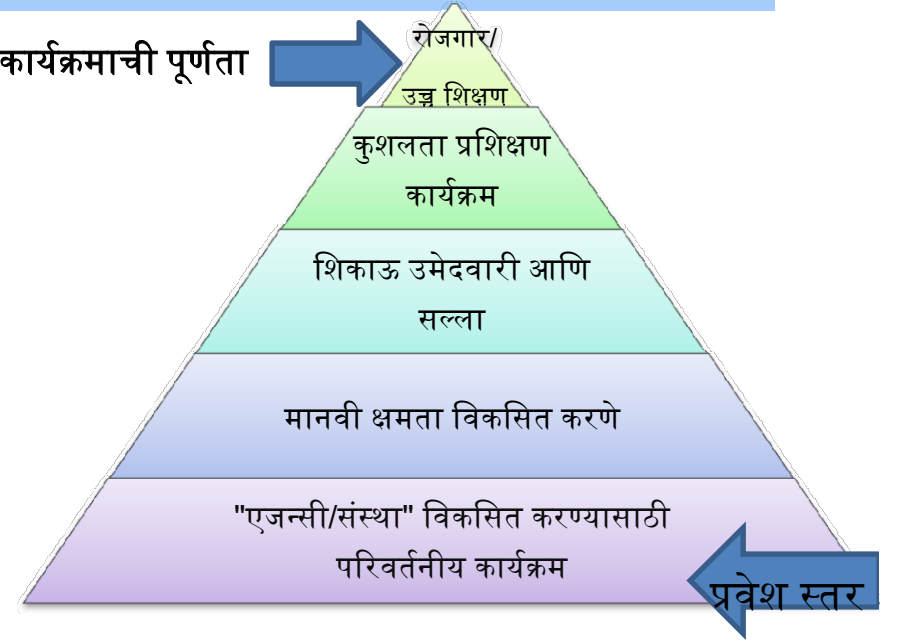 रोजगार/
कार्यक्रमाची पूर्णता
उच्च शिक्षण
कुशलता प्रशिक्षण
कार्यक्रम
शिकाऊ उमेदवारी आणि
सल्ला
मानवी क्षमता विकसित करणे
"एजन्सी/संस्था" विकसित करण्यासाठी
परिवर्तनीय कार्यक्रम
प्रवेश स्तर